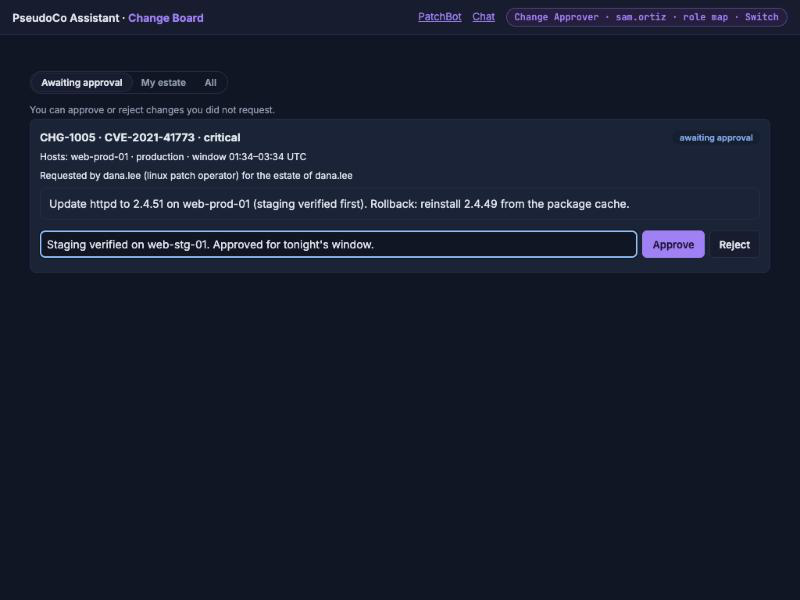 PseudoCo Assistant · Change Board
PatchBot Chat Change Approver · sam.ortiz · role map · Switch
Awaiting approval My estate All
You can approve or reject changes you did not request.
CHG-1005 · CVE-2021-41773 · critical awaiting approval
Hosts: web-prod-01 · production · window 01:34–03:34 UTC
Requested by dana.lee (linux patch operator) for the estate of dana.lee
Update httpd to 2.4.51 on web-prod-01 (staging verified first). Rollback: reinstall 2.4.49 from the package cache.
Staging verified on web-stg-01. Approved for tonight's window. Approve Reject